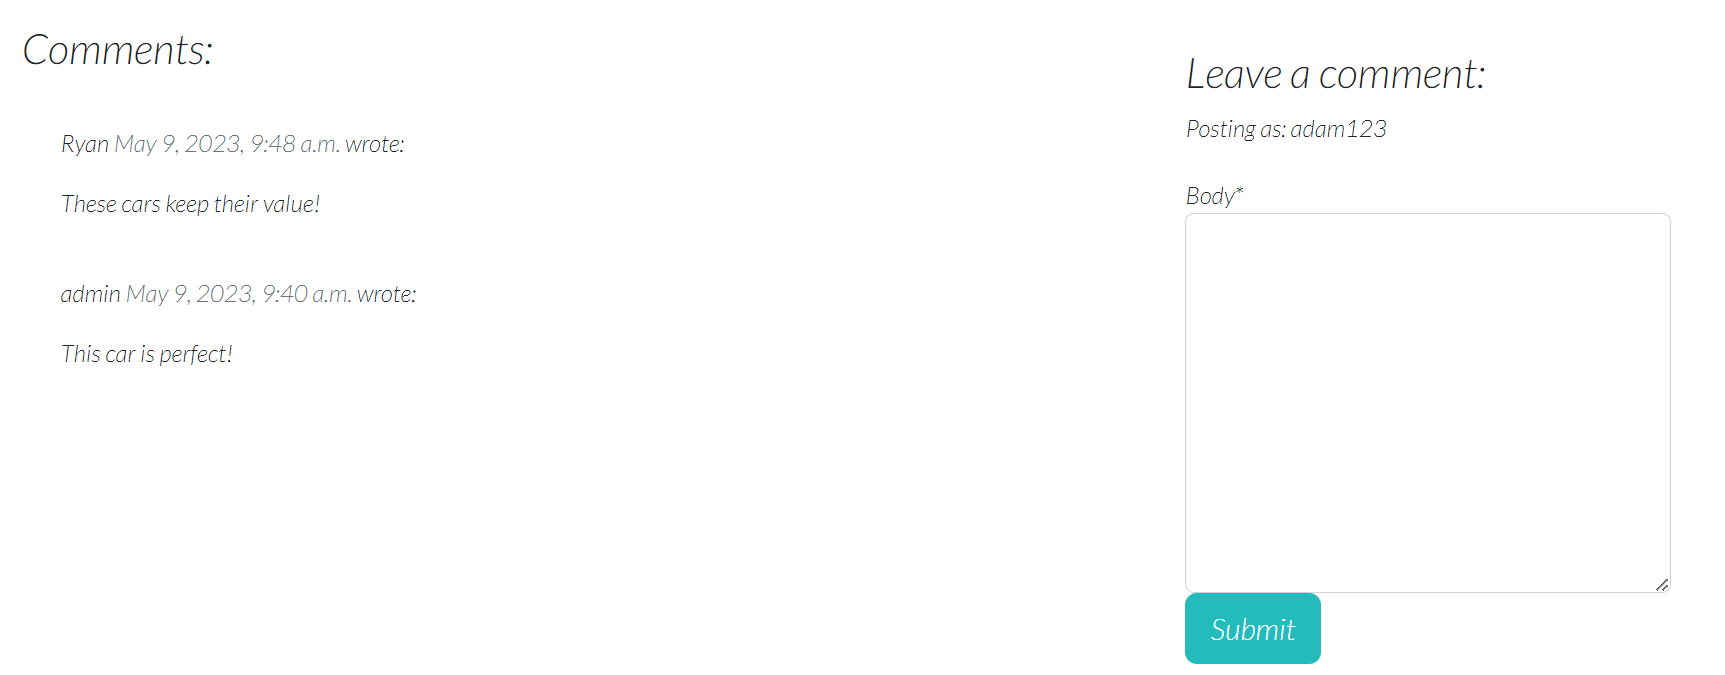 Comments:
Ryan May 9, 2023, 9:48 a.m. wrote:
These cars keep their value!
admin May 9, 2023, 9:40 a.m. wrote:
This car is perfect!
Leave a comment:
Posting as: adam123
Body*
Submit